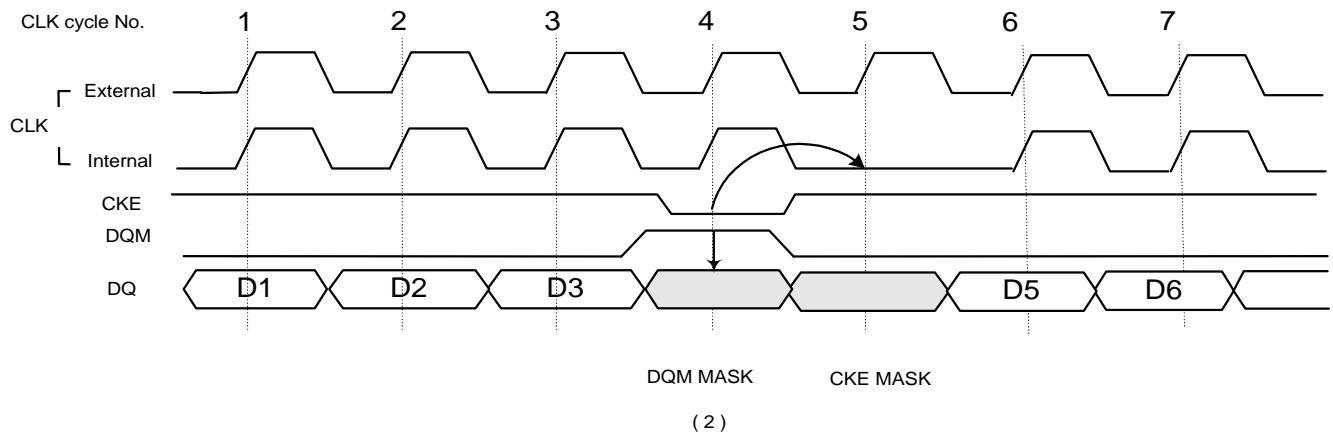 CLK cycle No. 1 2 3 4 5 6 7
External
CLK
Internal
CKE
DQM
DQ D1 D2 D3 D5 D6
DQM MASK CKE MASK
( 2 )